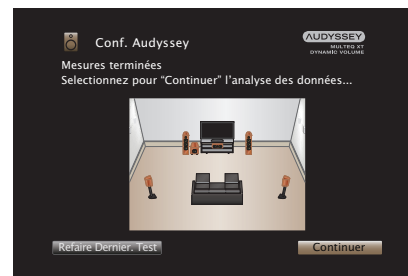 Conf. Audyssey
AUDYSSEY
MULTEQ XT
DYNAMIC VOLUME
Mesures terminées
Selectionnez pour “Continuer” l’analyse des données...
Refaire Dernier. Test
Continuer